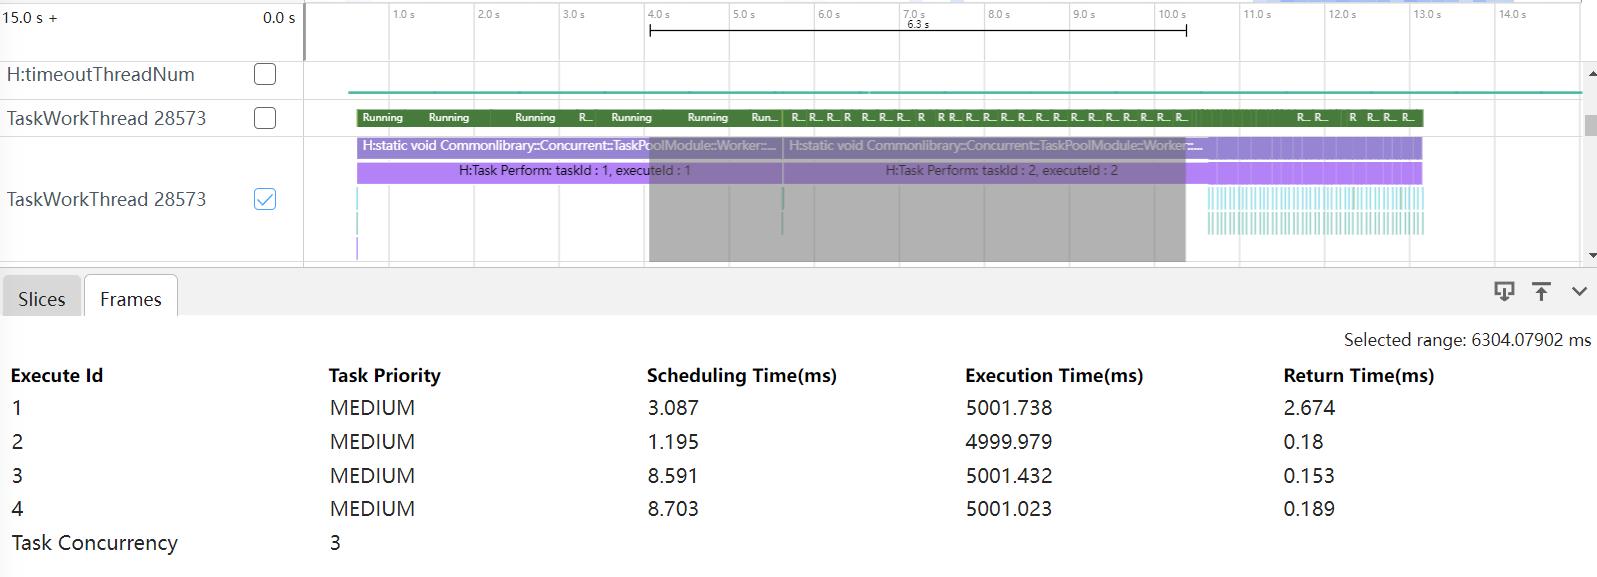 15.0 s + 0.0 s 1.0 s 2.0 s 3.0 s 4.0 s 5.0 s 6.0 s 7.0 s 8.0 s 9.0 s 10.0 s 11.0 s 12.0 s 13.0 s 14.0 s
6.3 s
H:timeoutThreadNum
TaskWorkThread 28573 Running Running Running R... Running Running Run... R... R... R... R R... R... R... R R... R R... R... R... R... R... R... R... R... R... R... R... R... R... R... R... R R... R... R...
H:static void Commonlibrary::Concurrent::TaskPoolModule::Worker::... H:static void Commonlibrary::Concurrent::TaskPoolModule::Worker::...
H:Task Perform: taskId : 1, executeId : 1 H:Task Perform: taskId : 2, executeId : 2
TaskWorkThread 28573
Slices Frames
Selected range: 6304.07902 ms
Execute Id Task Priority Scheduling Time(ms) Execution Time(ms) Return Time(ms)
1 MEDIUM 3.087 5001.738 2.674
2 MEDIUM 1.195 4999.979 0.18
3 MEDIUM 8.591 5001.432 0.153
4 MEDIUM 8.703 5001.023 0.189
Task Concurrency 3